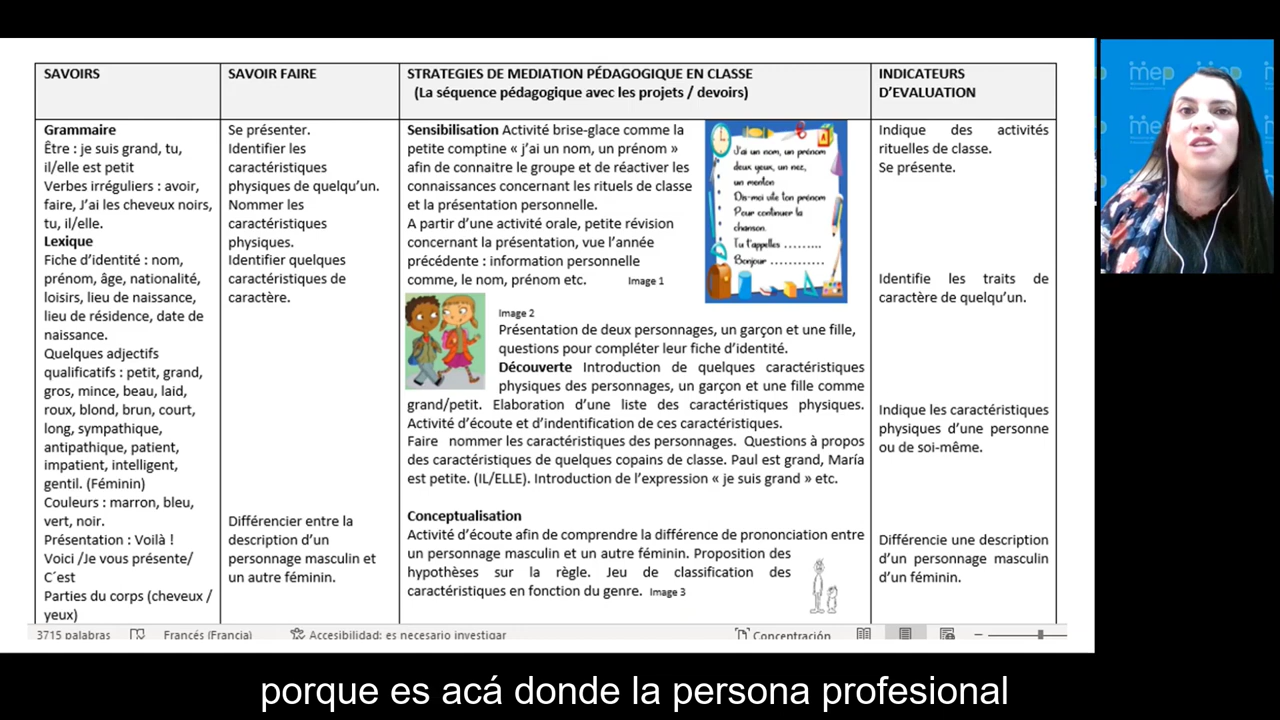 SAVOIRS
Grammaire
Être : je suis grand, tu,
il/elle est petit
Verbes irréguliers : avoir,
faire, J’ai les cheveux noirs,
tu, il/elle.
Lexique
Fiche d’identité : nom,
prénom, âge, nationalité,
loisirs, lieu de naissance,
lieu de résidence, date de
naissance.
Quelques adjectifs
qualificatifs : petit, grand,
gros, mince, beau, laid,
roux, blond, brun, court,
long, sympathique,
antipathique, patient,
impatient, intelligent,
gentil. (Féminin)
Couleurs : marron, bleu,
vert, noir.
Présentation : Voilà !
Voici /Je vous présente/
C´est
Parties du corps (cheveux /
yeux)
SAVOIR FAIRE
Se présenter.
Identifier les
caractéristiques
physiques de quelqu’un.
Nommer les
caractéristiques
physiques.
Identifier quelques
caractéristiques de
caractère.
Différencier entre la
description d’un
personnage masculin et
un autre féminin.
STRATEGIES DE MEDIATION PÉDAGOGIQUE EN CLASSE
(La séquence pédagogique avec les projets / devoirs)
Sensibilisation Activité brise-glace comme la
petite comptine « j’ai un nom, un prénom »
afin de connaitre le groupe et de réactiver les
connaissances concernant les rituels de classe
et la présentation personnelle.
A partir d’une activité orale, petite révision
concernant la présentation, vue l’année
précédente : information personnelle
comme, le nom, prénom etc. Image 1
J'ai un nom, un prénom
deux yeux, un nez,
un menton
Dis-moi vite ton prénom
Pour continuer la
chanson.
Tu t'appelles .........
Bonjour ............
Image 2
Présentation de deux personnages, un garçon et une fille,
questions pour compléter leur fiche d’identité.
Découverte Introduction de quelques caractéristiques
physiques des personnages, un garçon et une fille comme
grand/petit. Elaboration d’une liste des caractéristiques physiques.
Activité d’écoute et d’indentification de ces caractéristiques.
Faire nommer les caractéristiques des personnages. Questions à propos
des caractéristiques de quelques copains de classe. Paul est grand, María
est petite. (IL/ELLE). Introduction de l’expression « je suis grand » etc.
Conceptualisation
Activité d’écoute afin de comprendre la différence de prononciation entre
un personnage masculin et un autre féminin. Proposition des
hypothèses sur la règle. Jeu de classification des
caractéristiques en fonction du genre. Image 3
INDICATEURS
D’EVALUATION
Indique des activités
rituelles de classe.
Se présente.
Identifie les traits de
caractère de quelqu’un.
Indique les caractéristiques
physiques d’une personne
ou de soi-même.
Différencie une description
d’un personnage masculin
d’un féminin.
3715 palabras Francés (Francia) Accesibilidad: es necesario investigar Concentración
mep
porque es acá donde la persona profesional